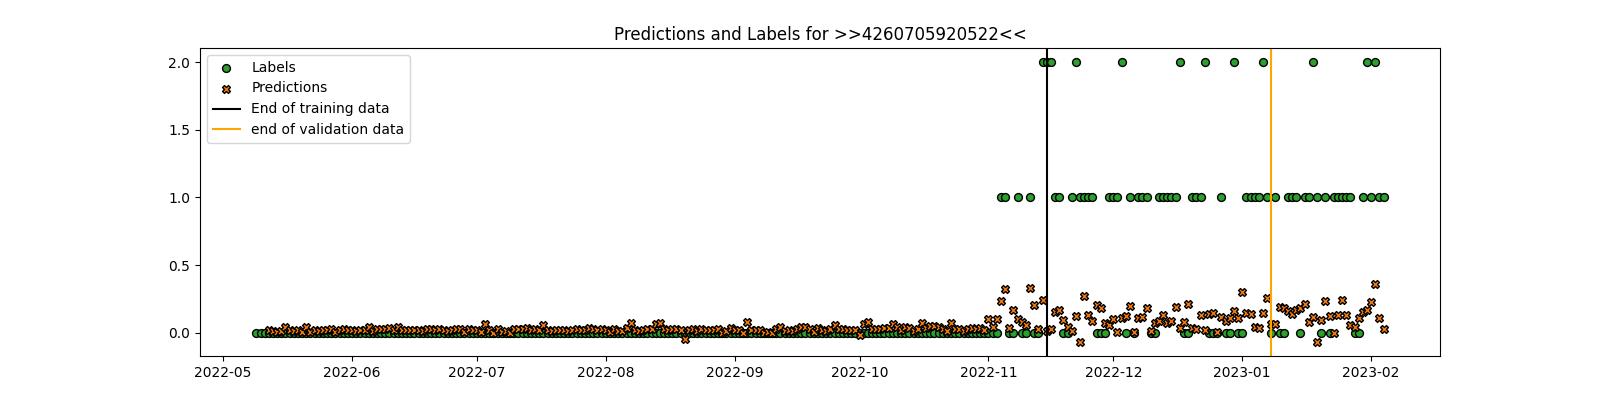 Predictions and Labels for >>4260705920522<<
2.0
1.5
1.0
0.5
0.0
Labels
Predictions
End of training data
end of validation data
2022-05 2022-06 2022-07 2022-08 2022-09 2022-10 2022-11 2022-12 2023-01 2023-02